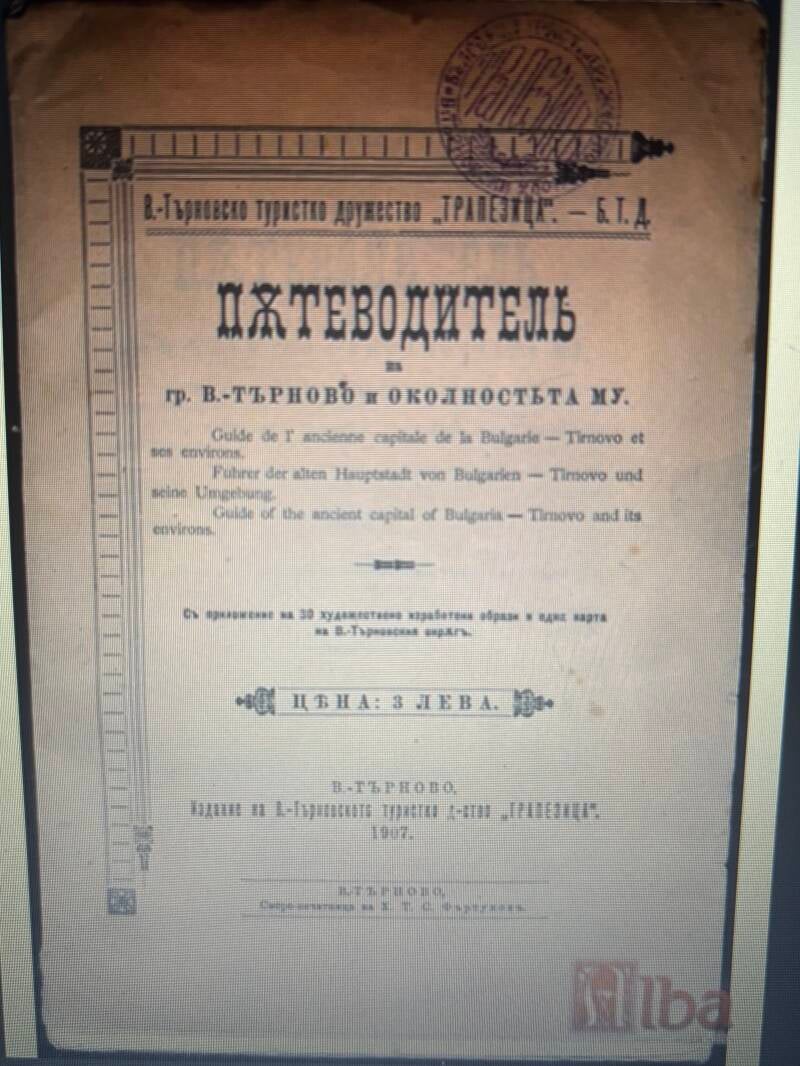 В.-Търновско туристко дружество „ТРАПЕЗИЦА". — Б. Т. Д.
ПѪТЕВОДИТЕЛЬ
на
гр. В.-ТЪРНОВО и ОКОЛНОСТЬТА МУ.
Guide de l' ancienne capitale de la Bulgarie — Tirnovo et
ses environs.
Fuhrer der alten Hauptstadt von Bulgarien — Tirnovo und
seine Umgebung.
Guide of the ancient capital of Bulgaria — Tirnovo and its
environs.
Съ приложение на 30 художествено изработени образи и една карта
на В.-Търновския окрѫгъ.
ЦѢНА: 3 ЛЕВА.
В.-ТЪРНОВО,
Издание на В.-Търновското туристко д-ство „ТРАПЕЗИЦА".
1907.
В.-ТЪРНОВО,
Скоро-печатница на Х. Т. С. Фъртуновъ.
Alba